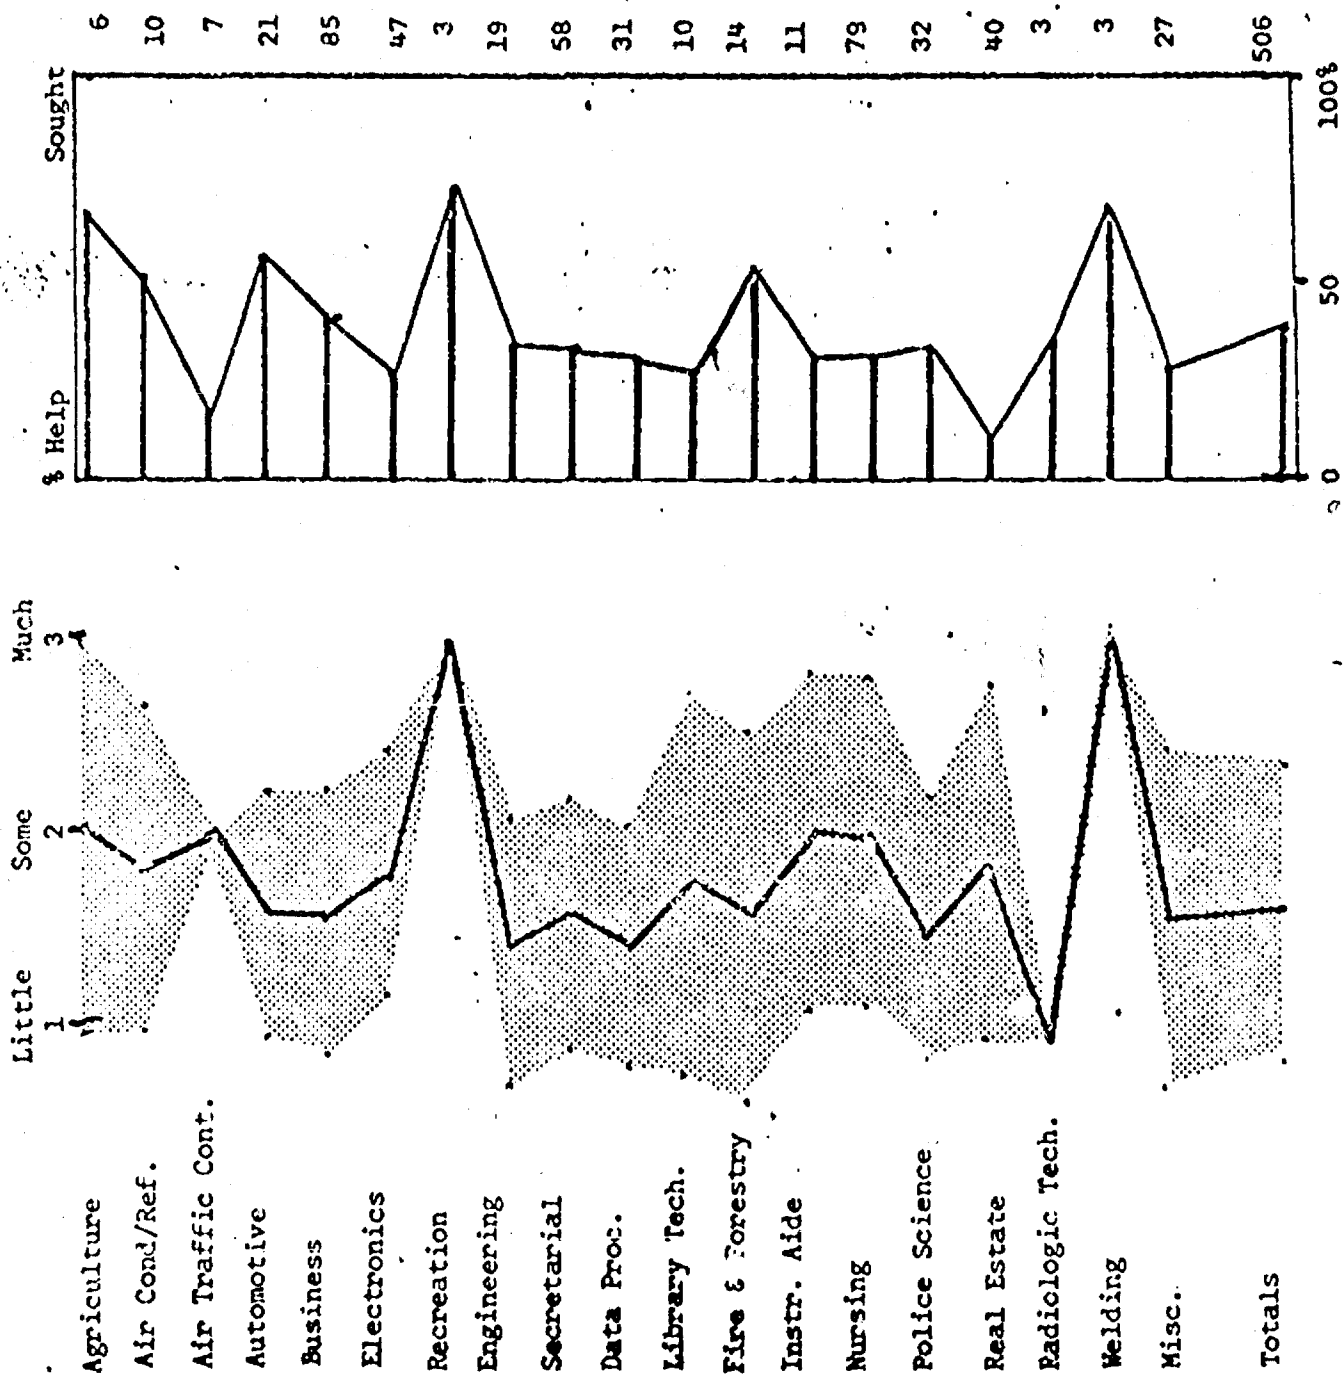 Little Some Much % Help Sought
1 2 3
Agriculture 6
Air Cond/Ref. 10
Air Traffic Cont. 7
Automotive 21
Business 85
Electronics 47
Recreation 3
Engineering 19
Secretarial 58
Data Proc. 31
Library Tech. 10
Fire & Forestry 14
Instr. Aide 11
Nursing 79
Police Science 32
Real Estate 40
Radiologic Tech. 3
Welding 3
Misc. 27
Totals 506
0 50 100%